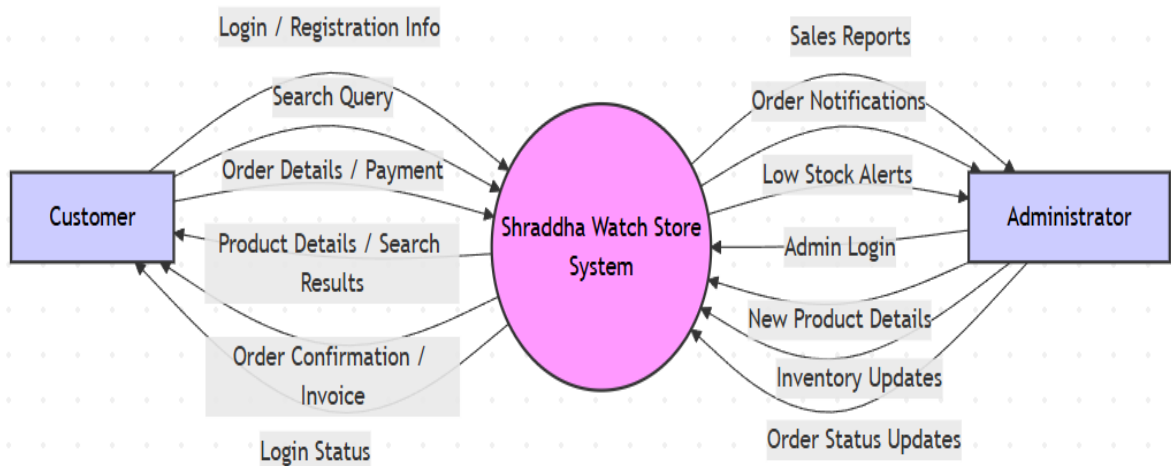 Login / Registration Info
Search Query
Order Details / Payment
Customer
Product Details / Search
Results
Order Confirmation /
Invoice
Login Status
Shraddha Watch Store
System
Sales Reports
Order Notifications
Low Stock Alerts
Administrator
Admin Login
New Product Details
Inventory Updates
Order Status Updates